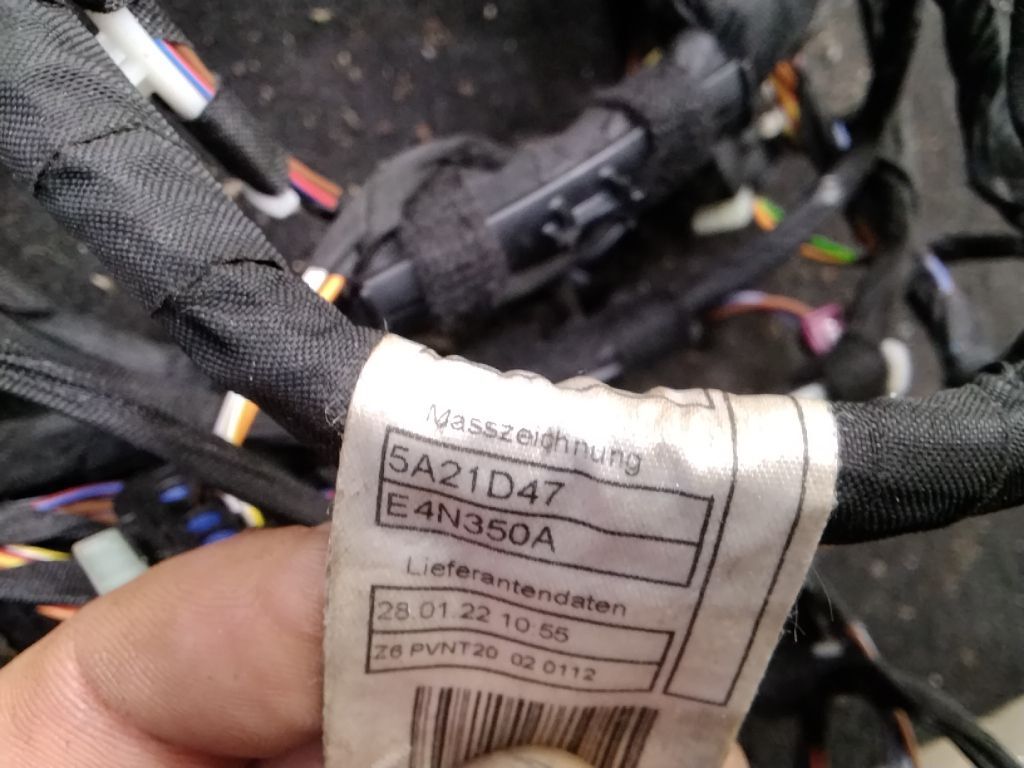 Masszeichnung
5A21D47
E4N350A
Lieferantendaten
28.01.22 10:55
Z6 PVNT20 02 0112